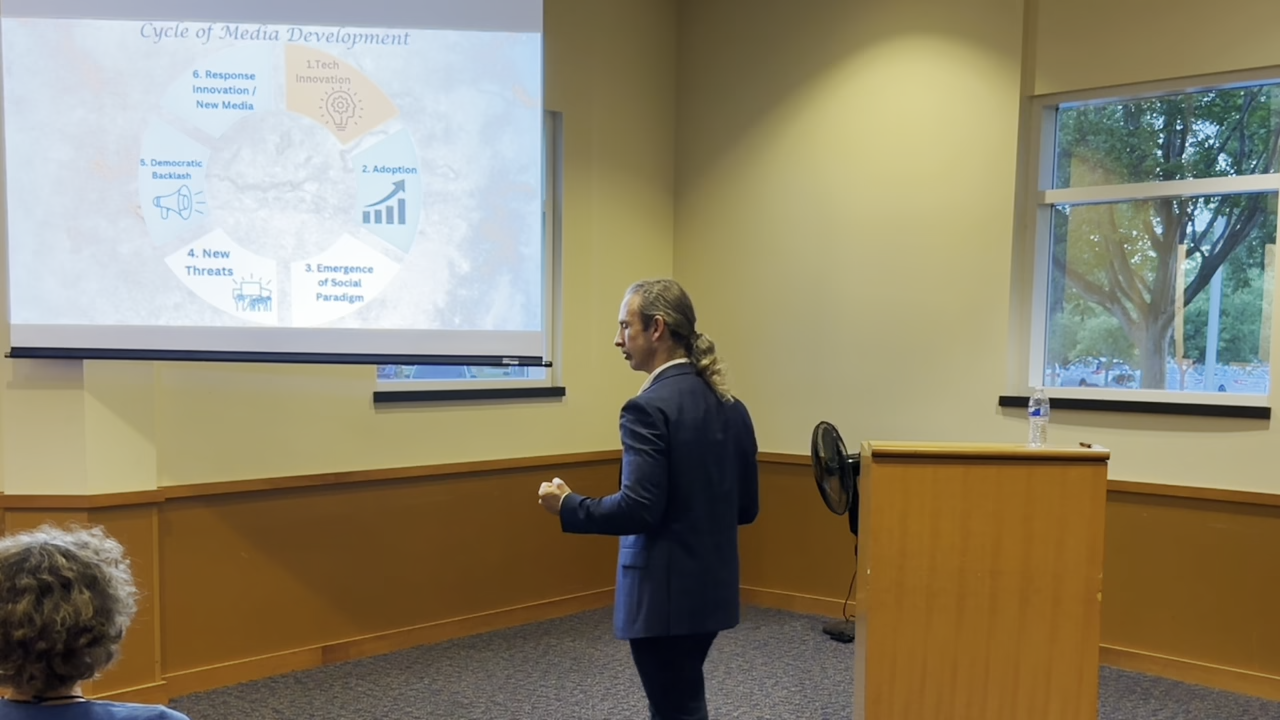 Cycle of Media Development
1.Tech
Innovation
2. Adoption
3. Emergence
of Social
Paradigm
4. New
Threats
5. Democratic
Backlash
6. Response
Innovation /
New Media